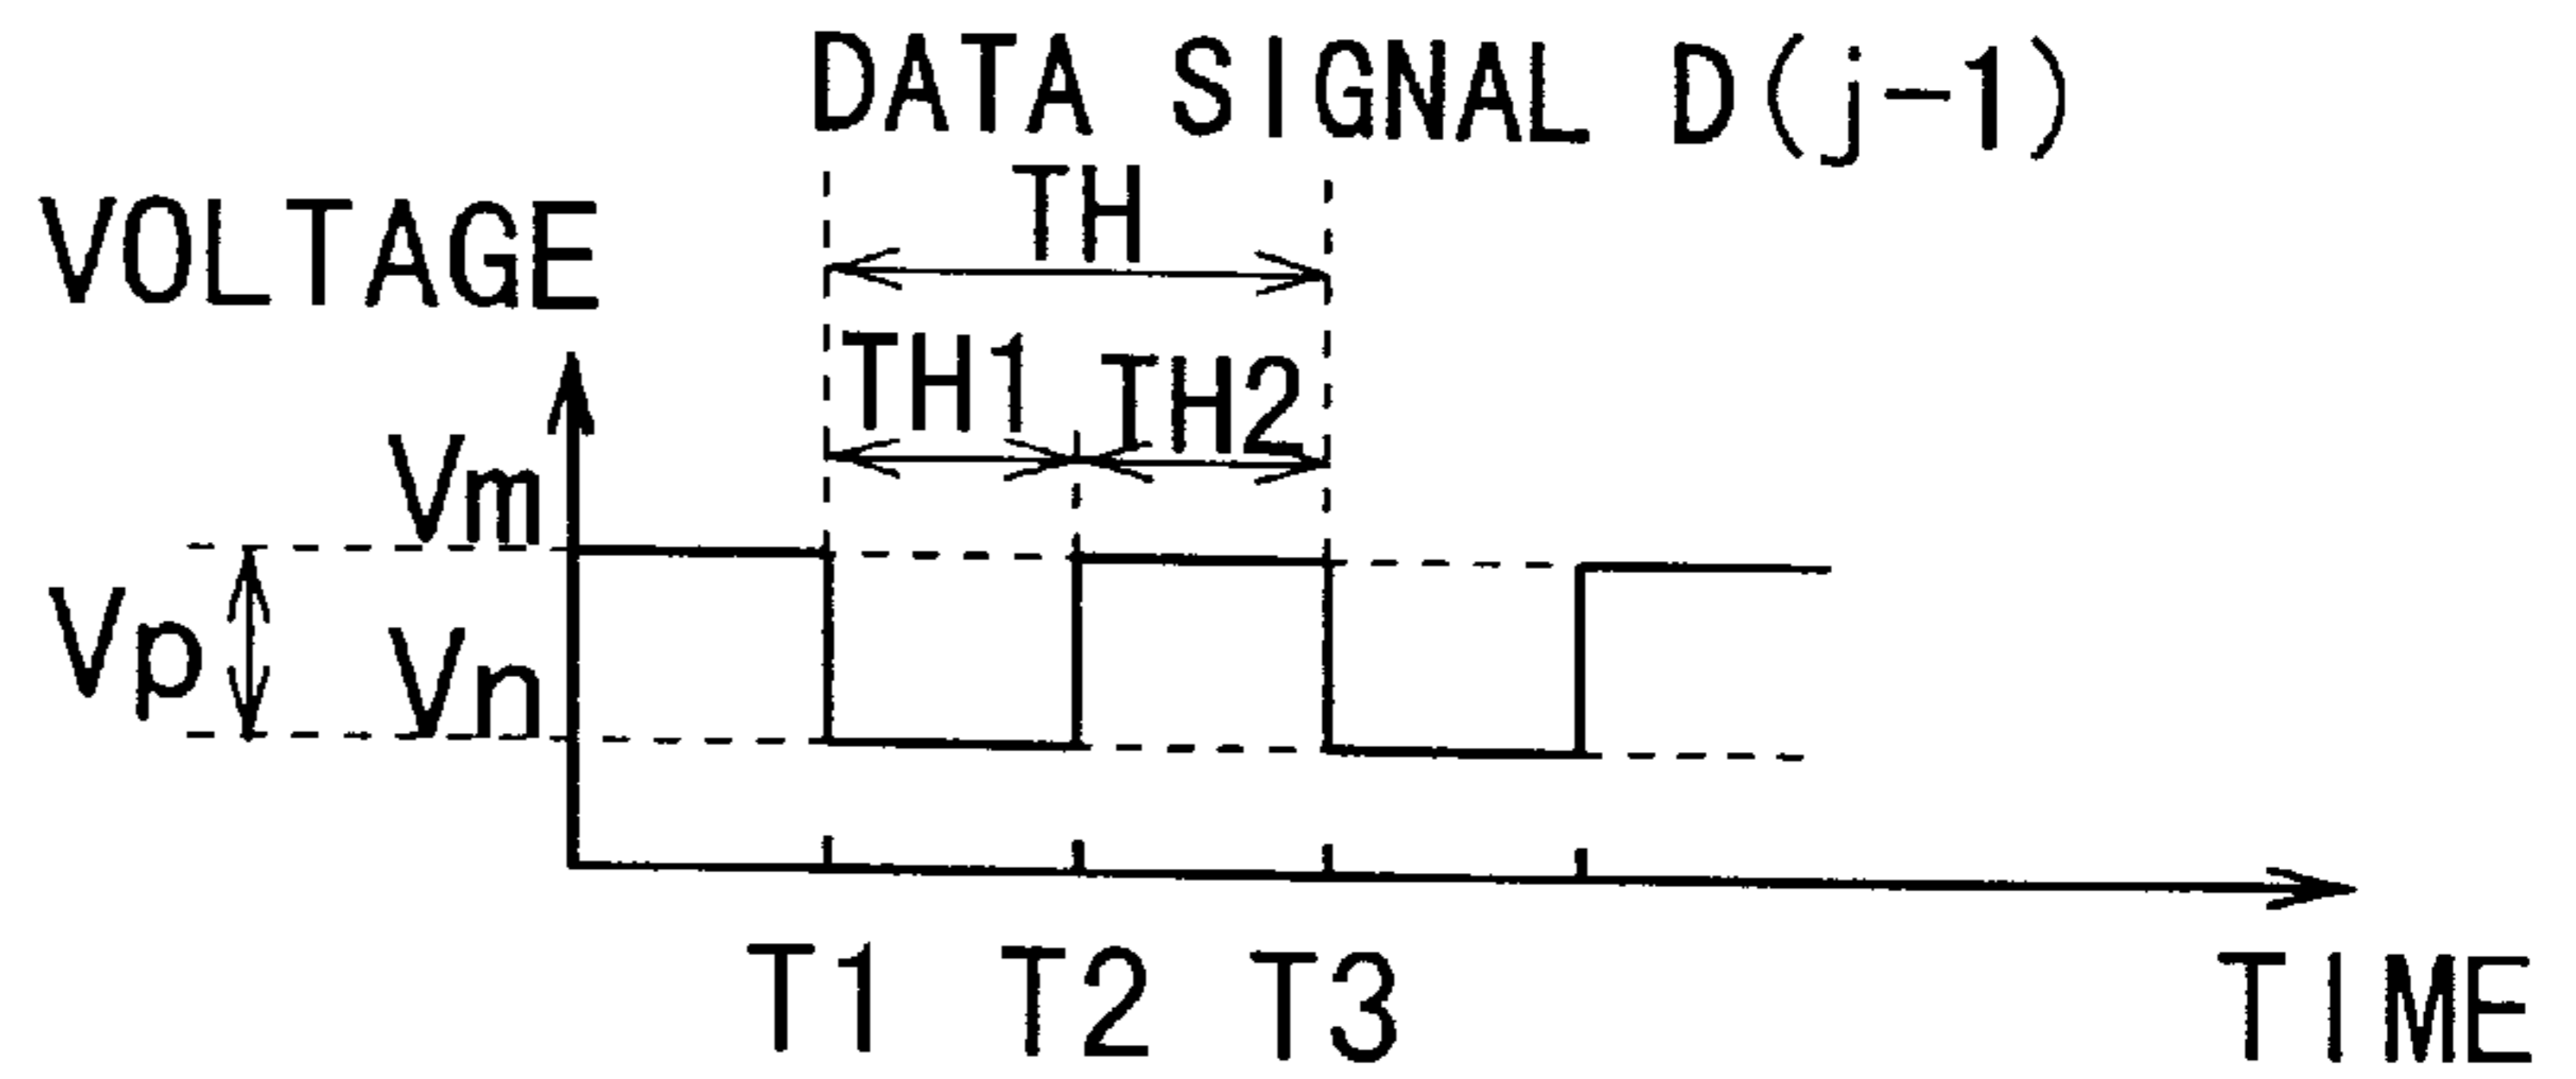 DATA SIGNAL D(j-1)
TH
VOLTAGE
TH1 TH2
Vm
Vp
Vn
T1 T2 T3
TIME